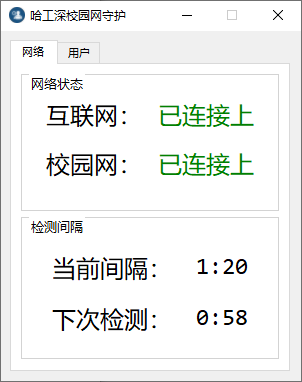 哈工深校园网守护
网络 用户
网络状态
互联网： 已连接上
校园网： 已连接上
检测间隔
当前间隔： 1:20
下次检测： 0:58